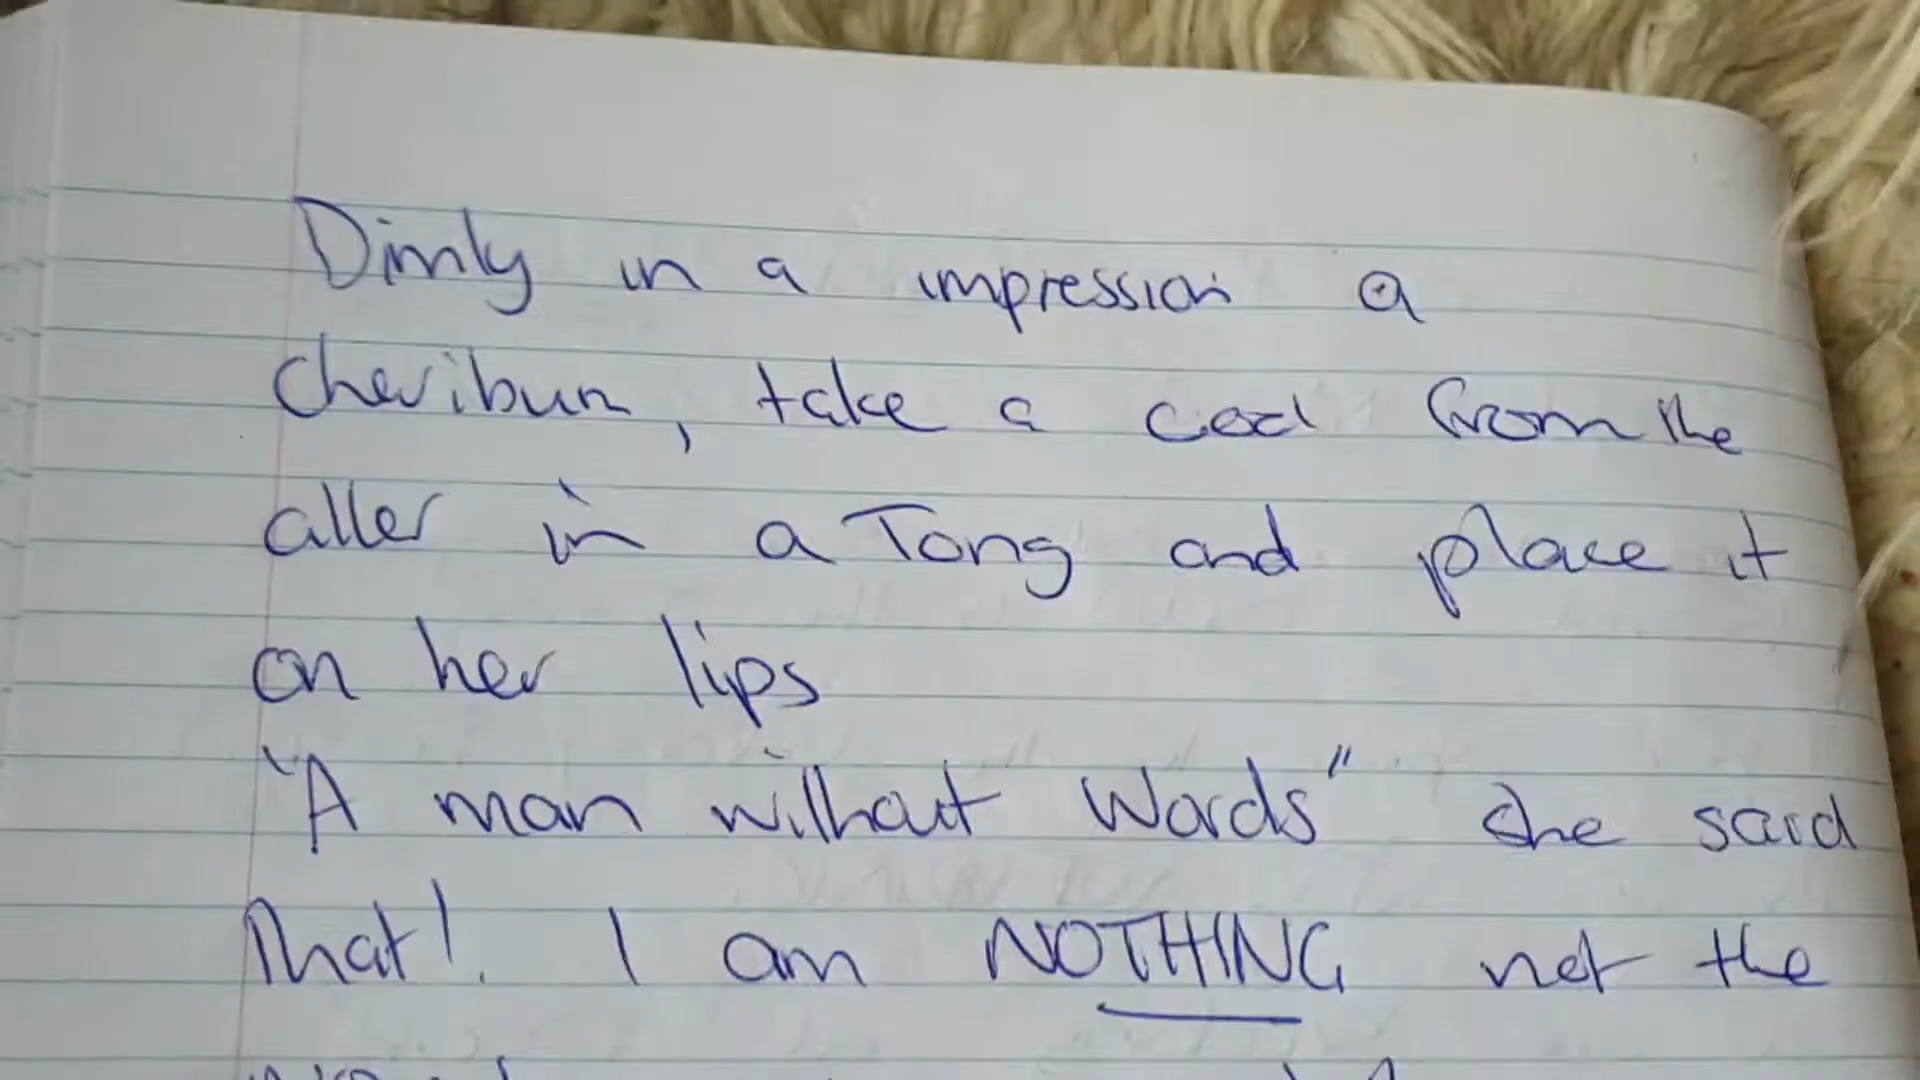 Dimly in a impression a
Cheribum, take a coal from the
alter in a Tong and place it
on her lips
"A man without Words" she said
That!. I am NOTHING not the